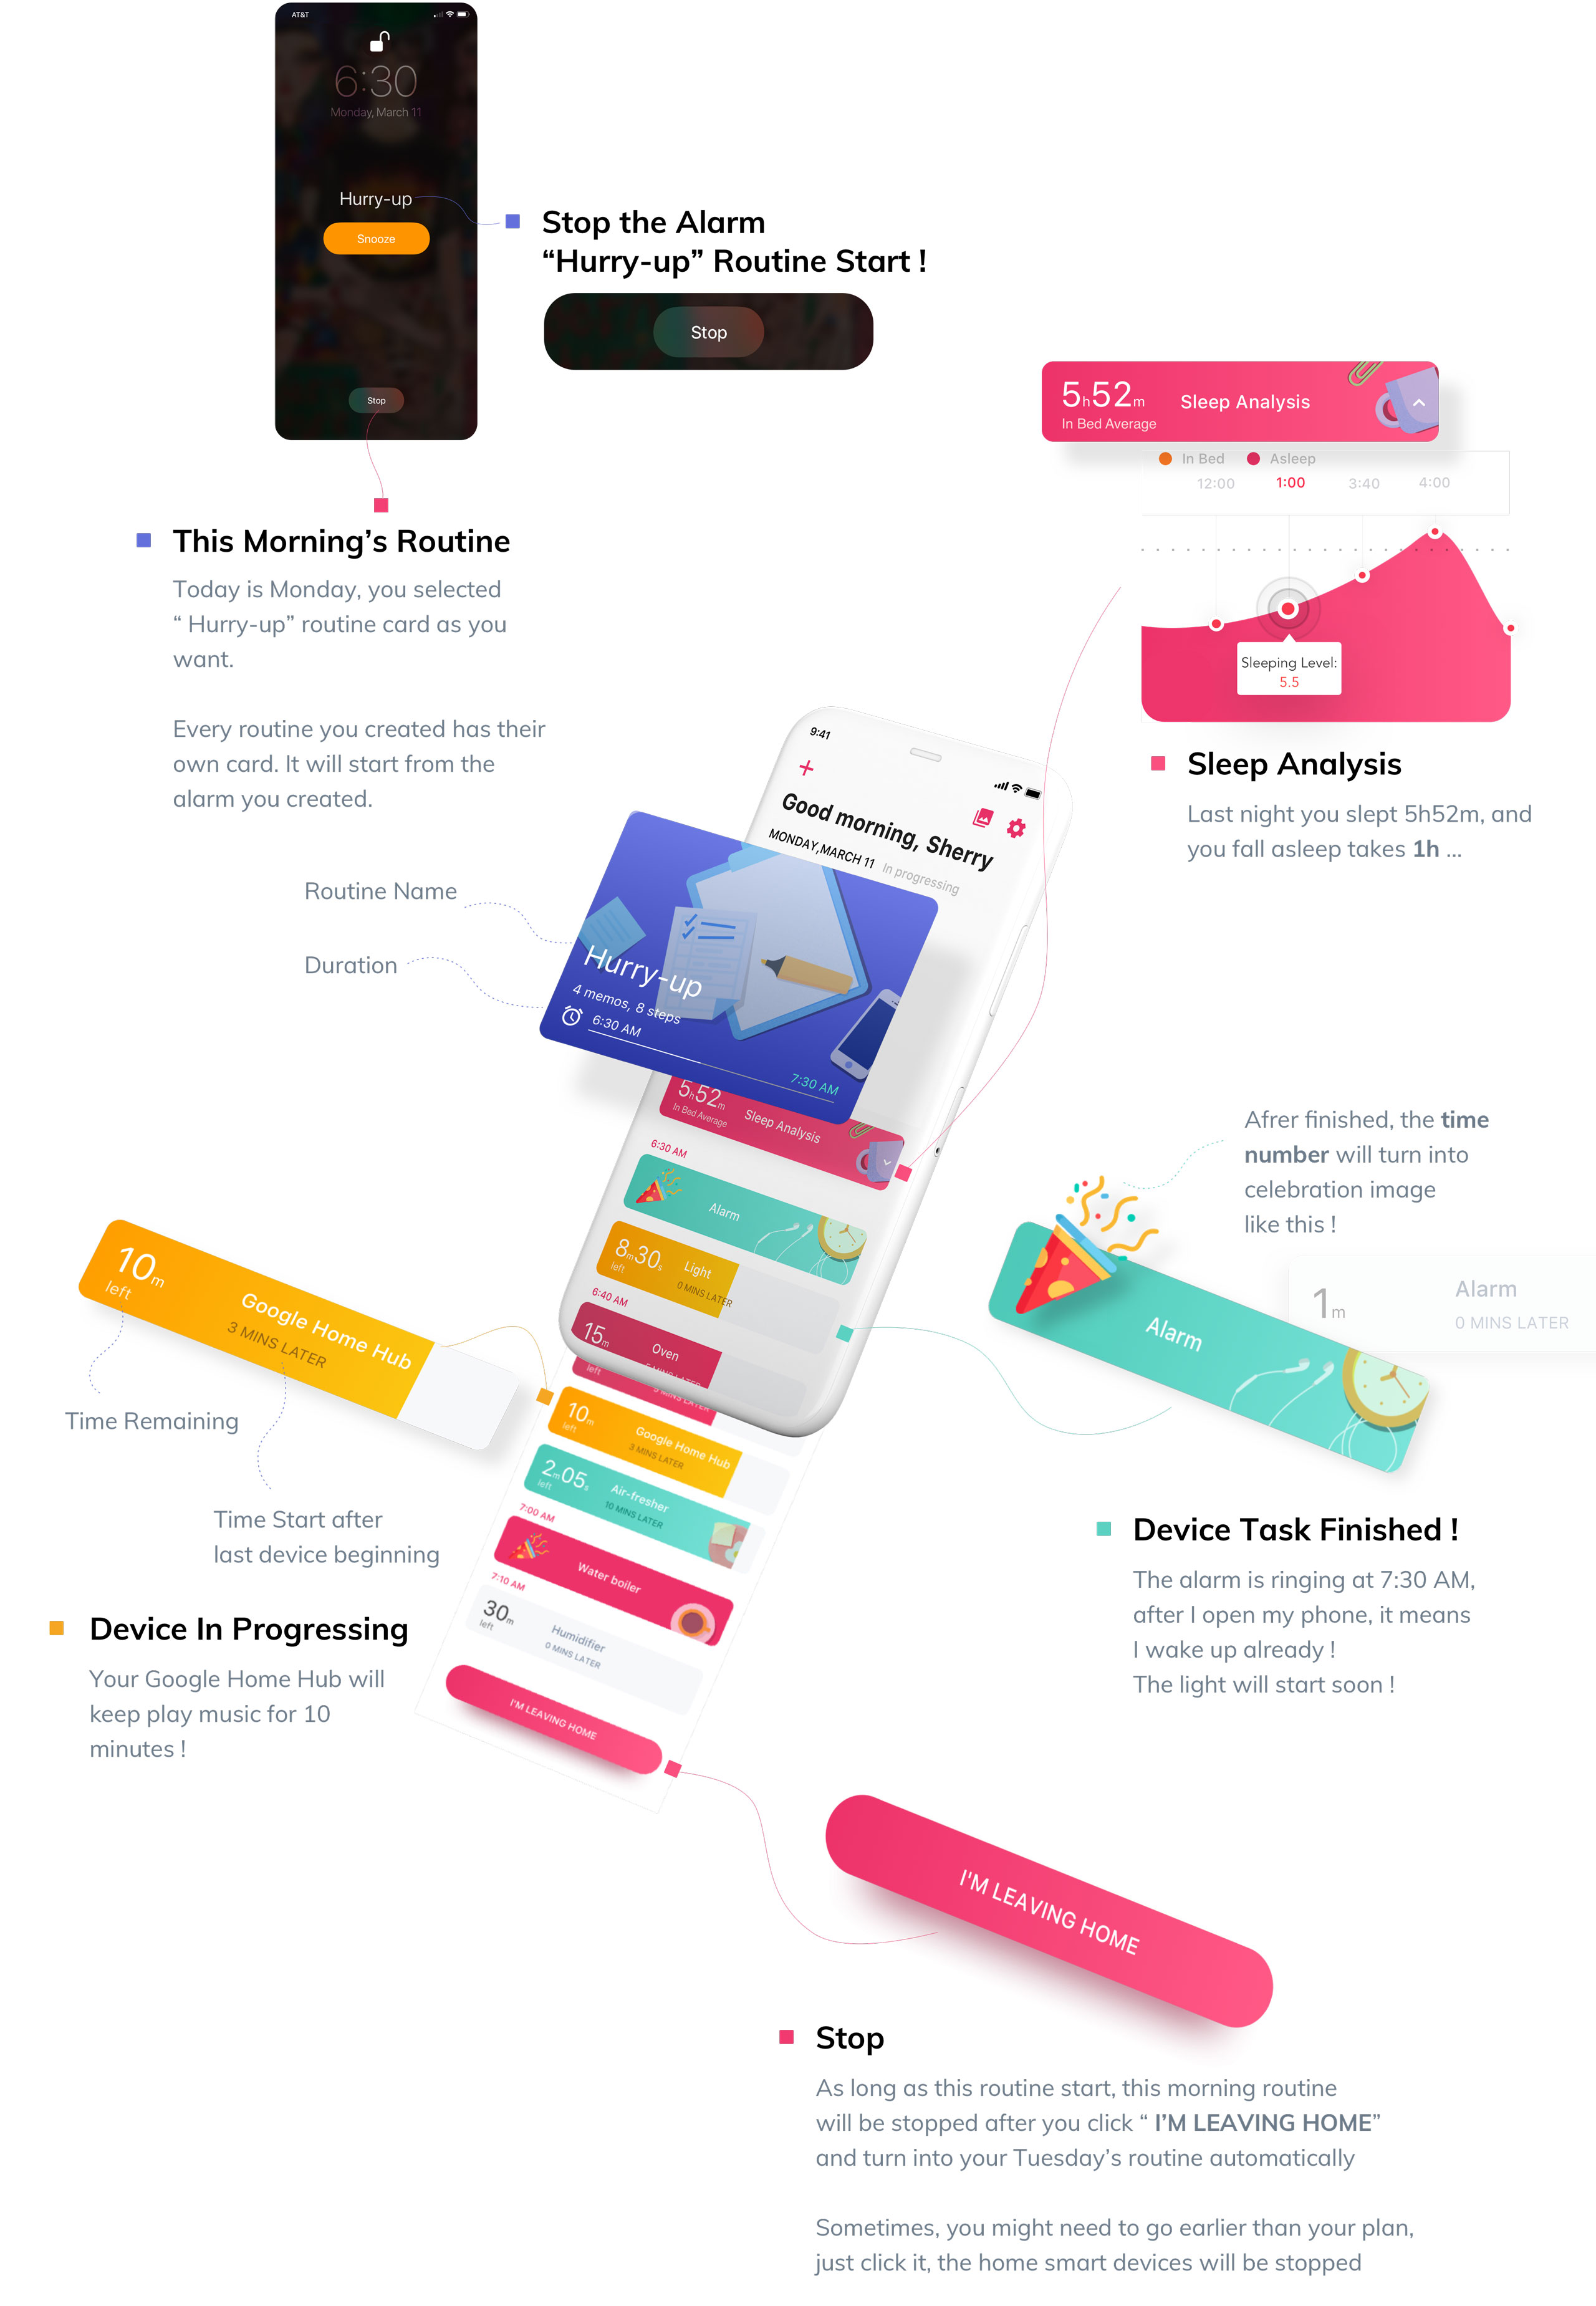 AT&T
6:30
Monday, March 11
Hurry-up
Snooze
Stop
Stop the Alarm
“Hurry-up” Routine Start !
Stop
5h52m
In Bed Average
Sleep Analysis
In Bed
Asleep
12:00
1:00
3:40
4:00
Sleeping Level:
5.5
Sleep Analysis
Last night you slept 5h52m, and
you fall asleep takes 1h ...
This Morning’s Routine
Today is Monday, you selected
“ Hurry-up” routine card as you
want.
Every routine you created has their
own card. It will start from the
alarm you created.
9:41
Good morning, Sherry
MONDAY,MARCH 11
In progressing
Routine Name
Duration
Hurry-up
4 memos, 8 steps
6:30 AM
7:30 AM
5h52m
In Bed Average
Sleep Analysis
6:30 AM
Alarm
8m30s
left
Light
0 MINS LATER
6:40 AM
15m
Oven
left
5 MINS LATER
10m
left
Google Home Hub
3 MINS LATER
2m05s
left
Air-fresher
10 MINS LATER
7:00 AM
Water boiler
7:10 AM
30m
left
Humidifier
0 MINS LATER
I'M LEAVING HOME
Afrer finished, the time
number will turn into
celebration image
like this !
1m
Alarm
0 MINS LATER
Alarm
Device Task Finished !
The alarm is ringing at 7:30 AM,
after I open my phone, it means
I wake up already !
The light will start soon !
10m
left
Google Home Hub
3 MINS LATER
Time Remaining
Time Start after
last device beginning
Device In Progressing
Your Google Home Hub will
keep play music for 10
minutes !
I'M LEAVING HOME
Stop
As long as this routine start, this morning routine
will be stopped after you click “ I’M LEAVING HOME”
and turn into your Tuesday’s routine automatically
Sometimes, you might need to go earlier than your plan,
just click it, the home smart devices will be stopped